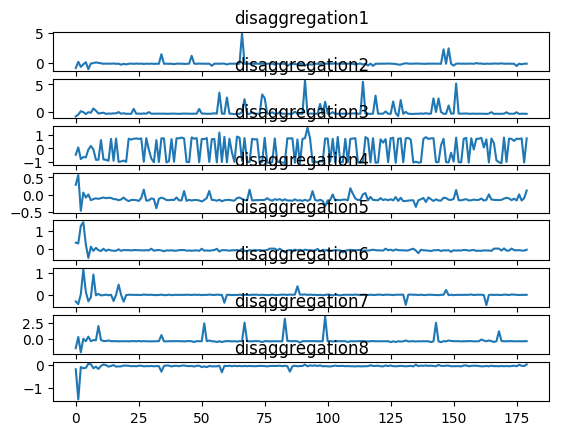 disaggregation1
5
0
disaggregation2
5
0
disaggregation3
1
0
−1
disaggregation4
0.5
0.0
−0.5
disaggregation5
1
0
disaggregation6
1
0
disaggregation7
2.5
0.0
disaggregation8
0
−1
0 25 50 75 100 125 150 175